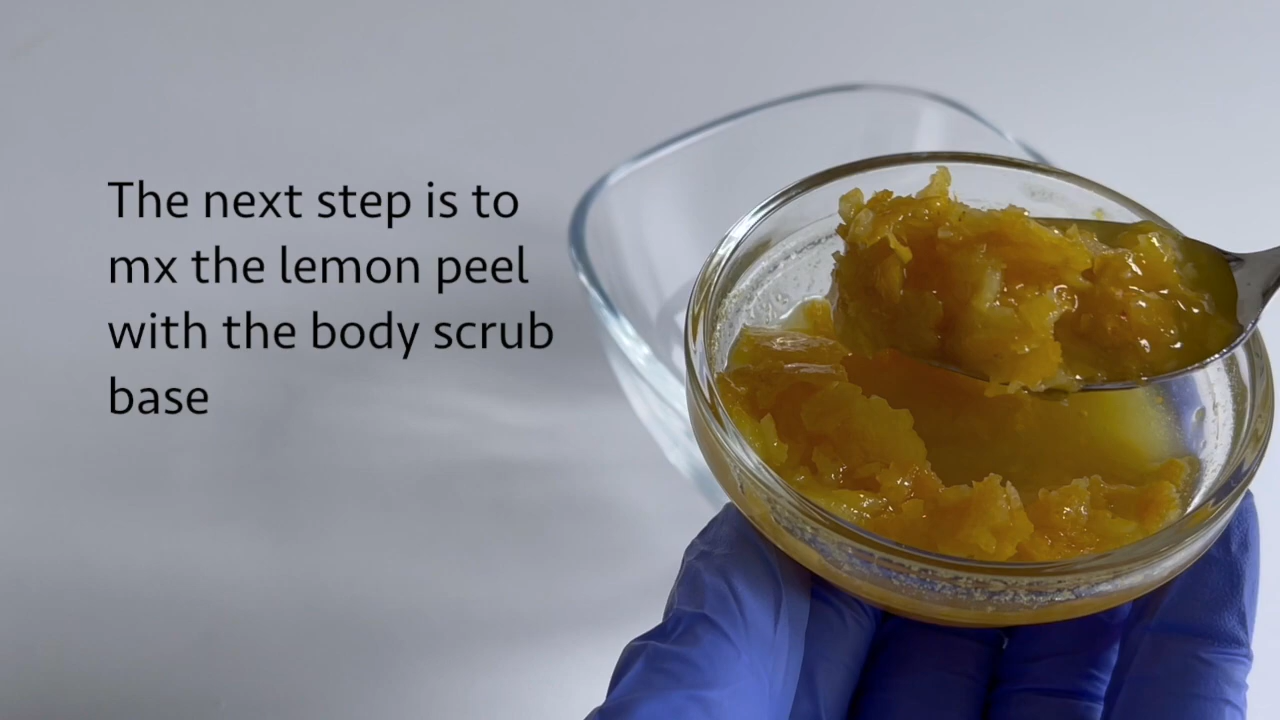 The next step is to
mx the lemon peel
with the body scrub
base